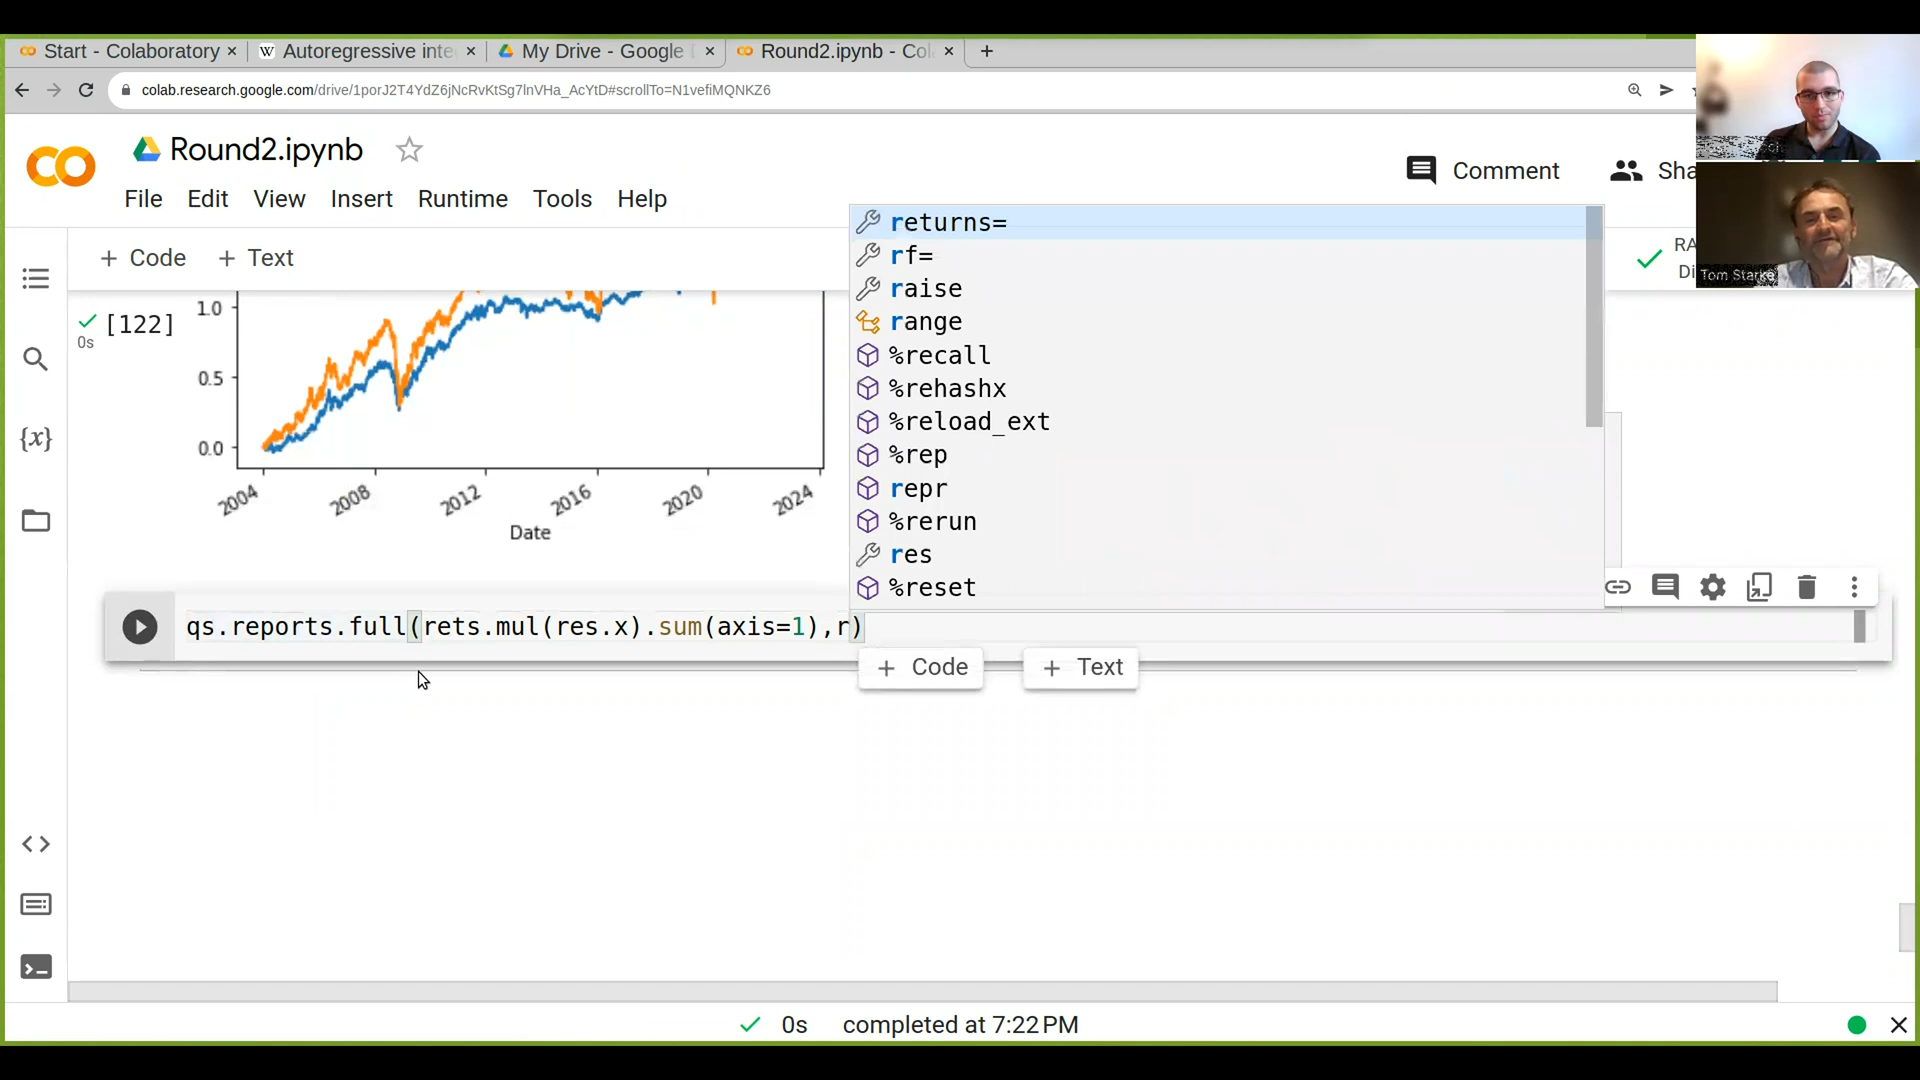 Start - Colaboratory
Autoregressive inte
My Drive - Google
Round2.ipynb - Col
colab.research.google.com/drive/1porJ2T4YdZ6jNcRvKtSg7lnVHa_AcYtD#scrollTo=N1vefiMQNKZ6
Round2.ipynb
Comment
Sha
File Edit View Insert Runtime Tools Help
+ Code + Text
RA
Di
Tom Starke
returns=
rf=
raise
range
%recall
%rehashx
%reload_ext
%rep
repr
%rerun
res
%reset
[122]
0s
{x}
1.0
0.5
0.0
2004 2008 2012 2016 2020 2024
Date
qs.reports.full(rets.mul(res.x).sum(axis=1),r)
+ Code + Text
0s completed at 7:22 PM